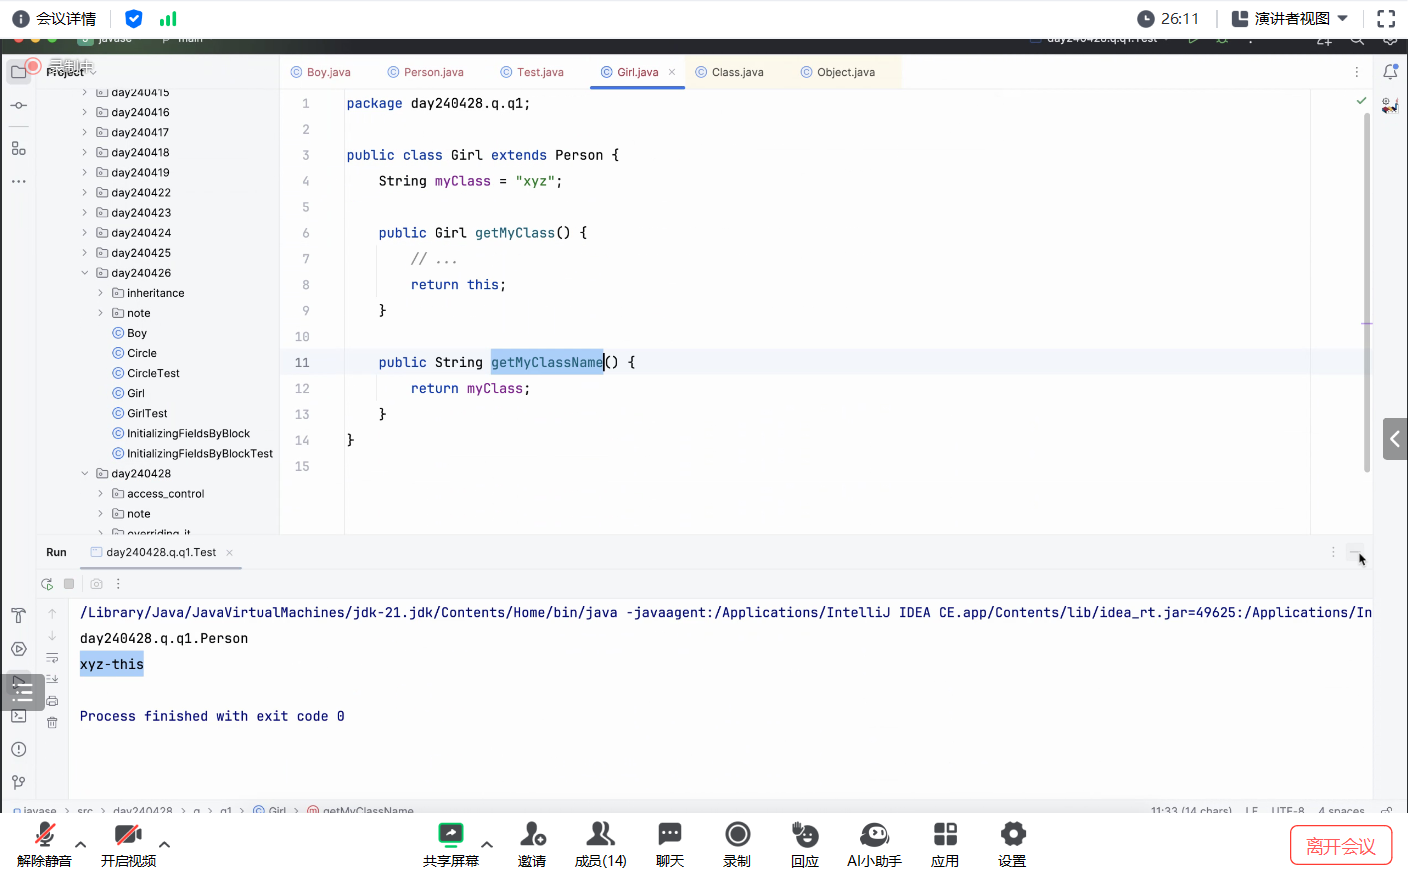 会议详情
26:11
演讲者视图
javase
main
day240428.q.q1.Test
录制中
Project
Boy.java
Person.java
Test.java
Girl.java
Class.java
Object.java
day240415
day240416
day240417
day240418
day240419
day240422
day240423
day240424
day240425
day240426
inheritance
note
Boy
Circle
CircleTest
Girl
GirlTest
InitializingFieldsByBlock
InitializingFieldsByBlockTest
day240428
access_control
note
overriding_it
1 package day240428.q.q1;
2
3 public class Girl extends Person {
4 String myClass = "xyz";
5
6 public Girl getMyClass() {
7 // ...
8 return this;
9 }
10
11 public String getMyClassName() {
12 return myClass;
13 }
14 }
15
Run
day240428.q.q1.Test
/Library/Java/JavaVirtualMachines/jdk-21.jdk/Contents/Home/bin/java -javaagent:/Applications/IntelliJ IDEA CE.app/Contents/lib/idea_rt.jar=49625:/Applications/In
day240428.q.q1.Person
xyz-this
Process finished with exit code 0
javase > src > day240428 > q > q1 > Girl > getMyClassName
11:33 (14 chars) LF UTF-8 4 spaces
解除静音
开启视频
共享屏幕
邀请
成员(14)
聊天
录制
回应
AI小助手
应用
设置
离开会议